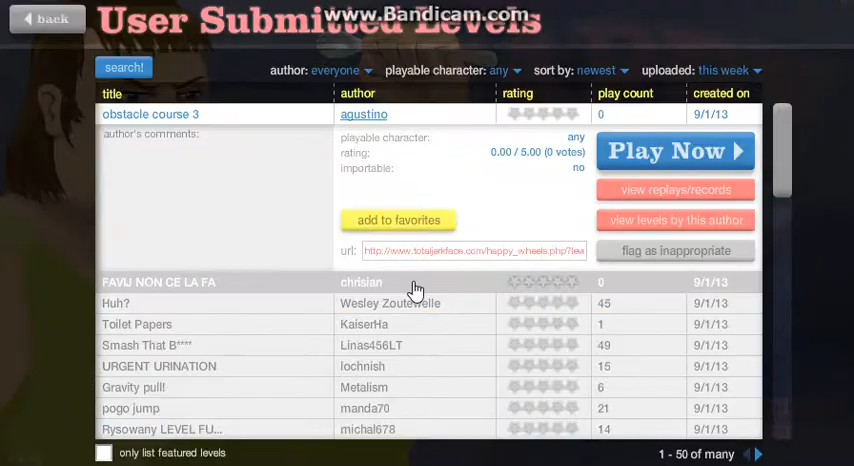 www.Bandicam.com
back
User Submitted Levels
search!
author: everyone playable character: any sort by: newest uploaded: this week
title author rating play count created on
obstacle course 3 agustino 0 9/1/13
author's comments:
playable character: any
rating: 0.00 / 5.00 (0 votes)
importable: no
Play Now
view replays/records
add to favorites
view levels by this author
url: http://www.totaljerkface.com/happy_wheels.php?lev
flag as inappropriate
FAVIJ NON CE LA FA chrisian 0 9/1/13
Huh? Wesley Zoutewelle 45 9/1/13
Toilet Papers KaiserHa 1 9/1/13
Smash That B**** Linas456LT 49 9/1/13
URGENT URINATION lochnish 15 9/1/13
Gravity pull! Metalism 6 9/1/13
pogo jump manda70 21 9/1/13
Rysowany LEVEL FU... michal678 14 9/1/13
only list featured levels
1 - 50 of many